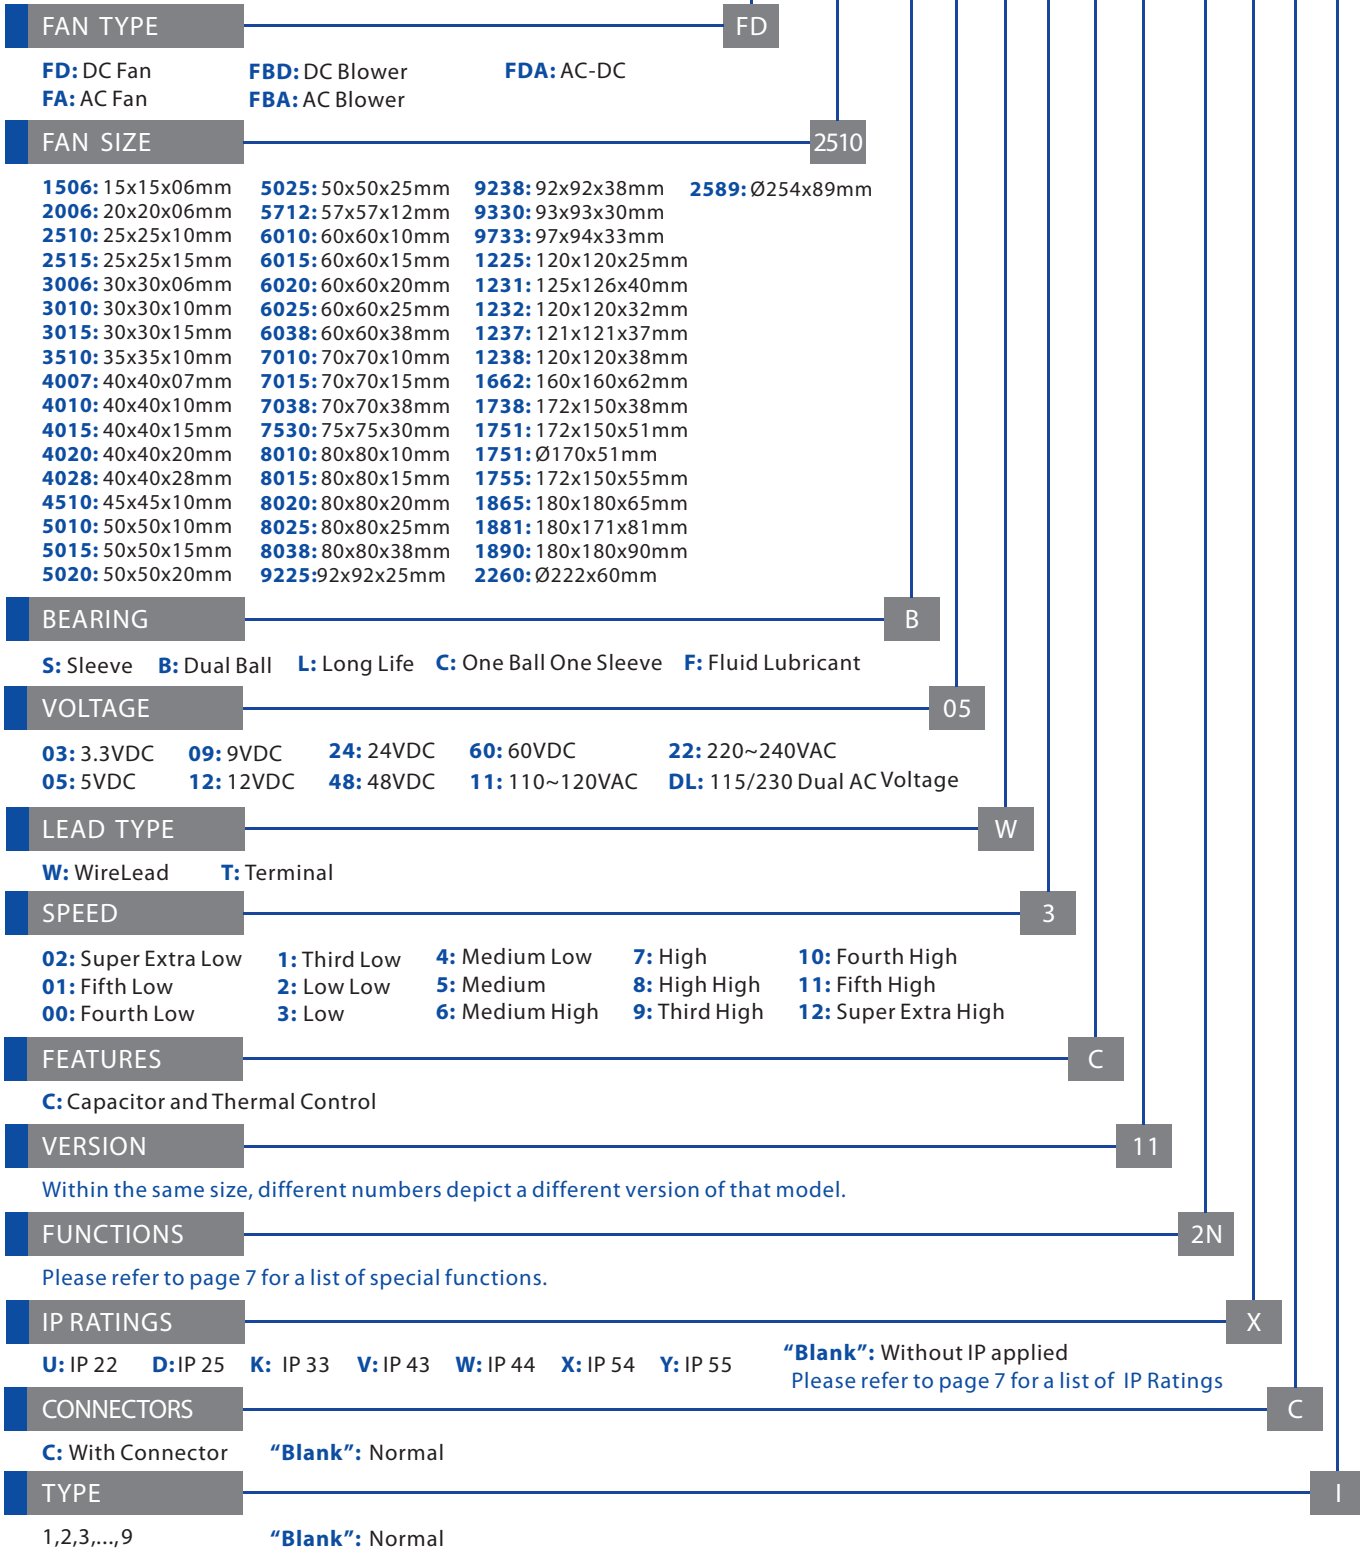 FAN TYPE FD
FD: DC Fan FBD: DC Blower FDA: AC-DC
FA: AC Fan FBA: AC Blower
FAN SIZE 2510
1506: 15x15x06mm 5025: 50x50x25mm 9238: 92x92x38mm 2589: Ø254x89mm
2006: 20x20x06mm 5712: 57x57x12mm 9330: 93x93x30mm
2510: 25x25x10mm 6010: 60x60x10mm 9733: 97x94x33mm
2515: 25x25x15mm 6015: 60x60x15mm 1225: 120x120x25mm
3006: 30x30x06mm 6020: 60x60x20mm 1231: 125x126x40mm
3010: 30x30x10mm 6025: 60x60x25mm 1232: 120x120x32mm
3015: 30x30x15mm 6038: 60x60x38mm 1237: 121x121x37mm
3510: 35x35x10mm 7010: 70x70x10mm 1238: 120x120x38mm
4007: 40x40x07mm 7015: 70x70x15mm 1662: 160x160x62mm
4010: 40x40x10mm 7038: 70x70x38mm 1738: 172x150x38mm
4015: 40x40x15mm 7530: 75x75x30mm 1751: 172x150x51mm
4020: 40x40x20mm 8010: 80x80x10mm 1751: Ø170x51mm
4028: 40x40x28mm 8015: 80x80x15mm 1755: 172x150x55mm
4510: 45x45x10mm 8020: 80x80x20mm 1865: 180x180x65mm
5010: 50x50x10mm 8025: 80x80x25mm 1881: 180x171x81mm
5015: 50x50x15mm 8038: 80x80x38mm 1890: 180x180x90mm
5020: 50x50x20mm 9225:92x92x25mm 2260: Ø222x60mm
BEARING B
S: Sleeve B: Dual Ball L: Long Life C: One Ball One Sleeve F: Fluid Lubricant
VOLTAGE 05
03: 3.3VDC 09: 9VDC 24: 24VDC 60: 60VDC 22: 220~240VAC
05: 5VDC 12: 12VDC 48: 48VDC 11: 110~120VAC DL: 115/230 Dual AC Voltage
LEAD TYPE W
W: WireLead T: Terminal
SPEED 3
02: Super Extra Low 1: Third Low 4: Medium Low 7: High 10: Fourth High
01: Fifth Low 2: Low Low 5: Medium 8: High High 11: Fifth High
00: Fourth Low 3: Low 6: Medium High 9: Third High 12: Super Extra High
FEATURES C
C: Capacitor and Thermal Control
VERSION 11
Within the same size, different numbers depict a different version of that model.
FUNCTIONS 2N
Please refer to page 7 for a list of special functions.
IP RATINGS X
U: IP 22 D: IP 25 K: IP 33 V: IP 43 W: IP 44 X: IP 54 Y: IP 55 “Blank”: Without IP applied
Please refer to page 7 for a list of IP Ratings
CONNECTORS C
C: With Connector “Blank”: Normal
TYPE I
1,2,3,...,9 “Blank”: Normal